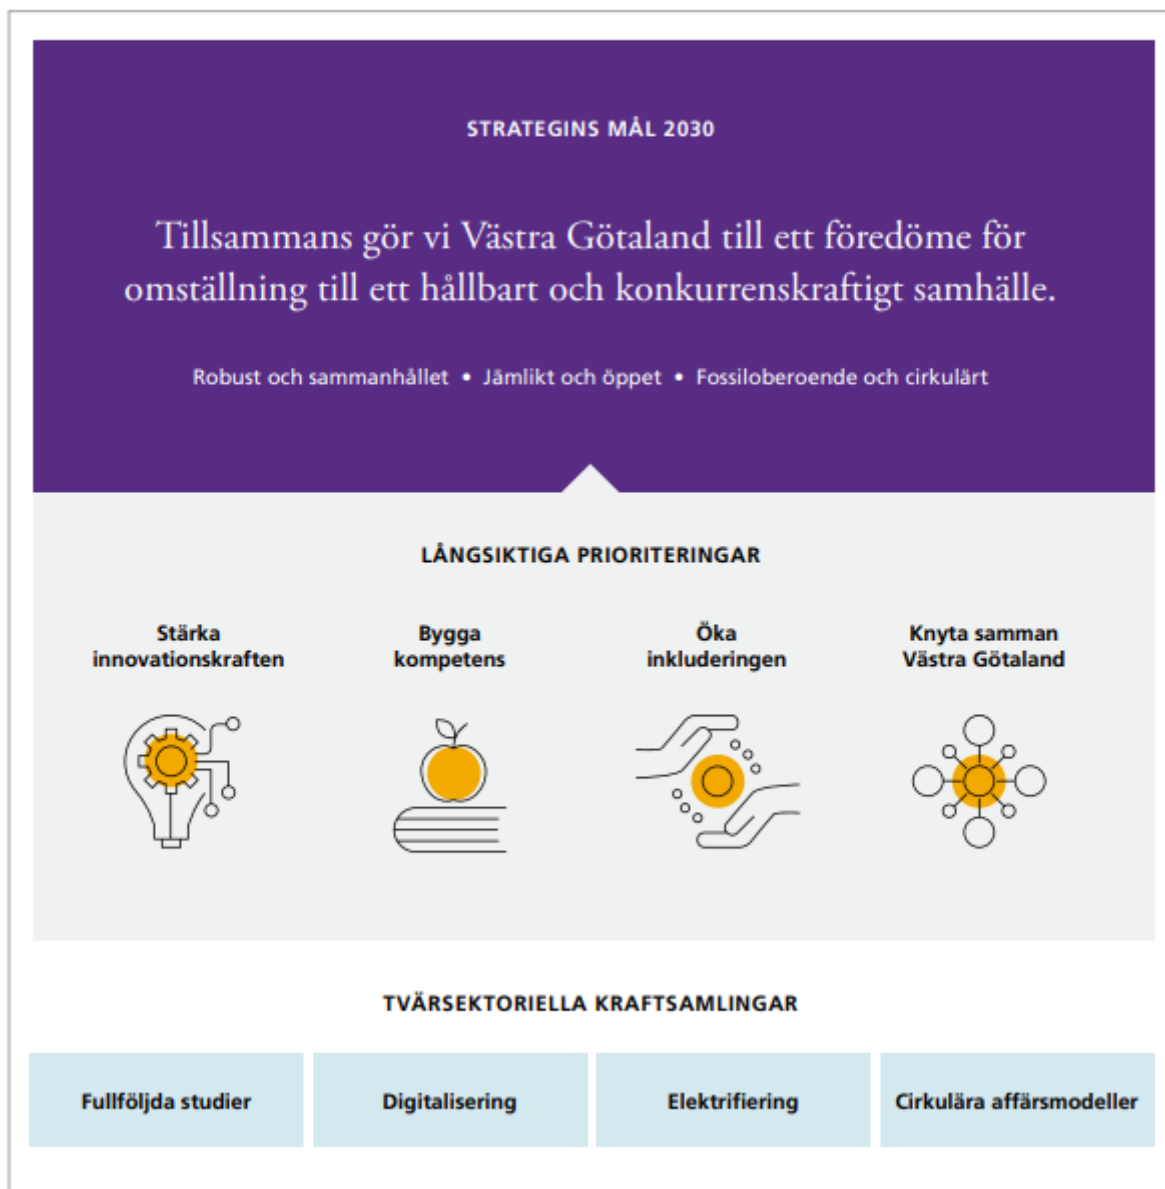 STRATEGINS MÅL 2030
Tillsammans gör vi Västra Götaland till ett föredöme för
omställning till ett hållbart och konkurrenskraftigt samhälle.
Robust och sammanhållet • Jämlikt och öppet • Fossiloberoende och cirkulärt
LÅNGSIKTIGA PRIORITERINGAR
Stärka
innovationskraften
Bygga
kompetens
Öka
inkluderingen
Knyta samman
Västra Götaland
TVÄRSEKTORIELLA KRAFTSAMLINGAR
Fullföljda studier
Digitalisering
Elektrifiering
Cirkulära affärsmodeller